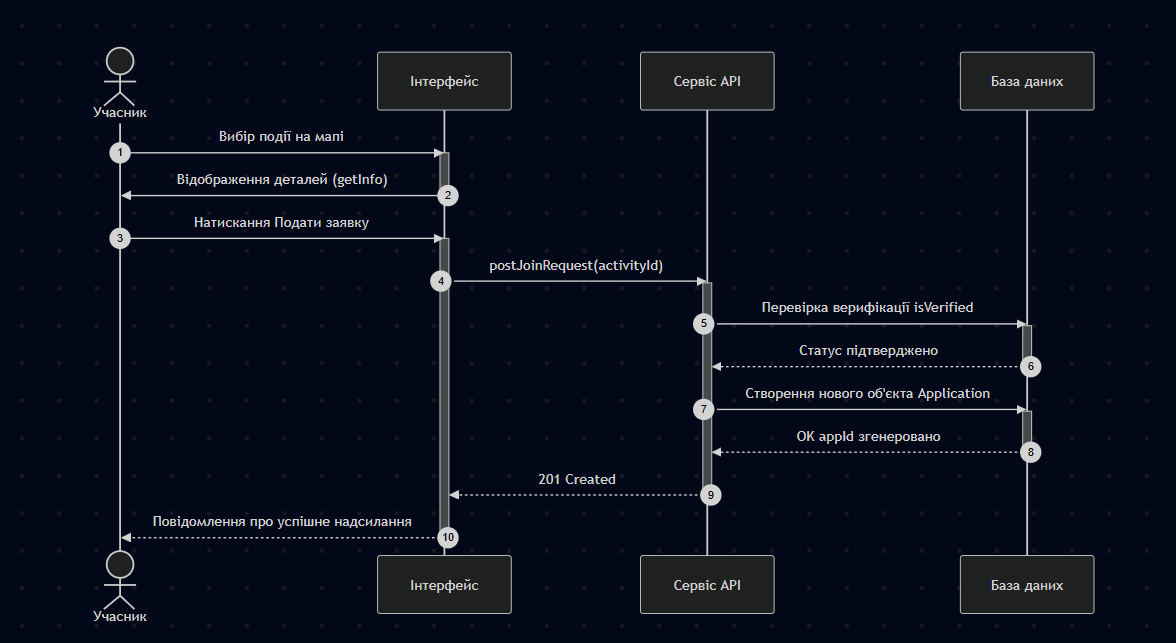 Учасник
Інтерфейс
Сервіс API
База даних
Вибір події на мапі
1
Відображення деталей (getInfo)
2
Натискання Подати заявку
3
postJoinRequest(activityId)
4
Перевірка верифікації isVerified
5
Статус підтверджено
6
Створення нового об'єкта Application
7
OK appId згенеровано
8
201 Created
9
Повідомлення про успішне надсилання
10
Учасник
Інтерфейс
Сервіс API
База даних